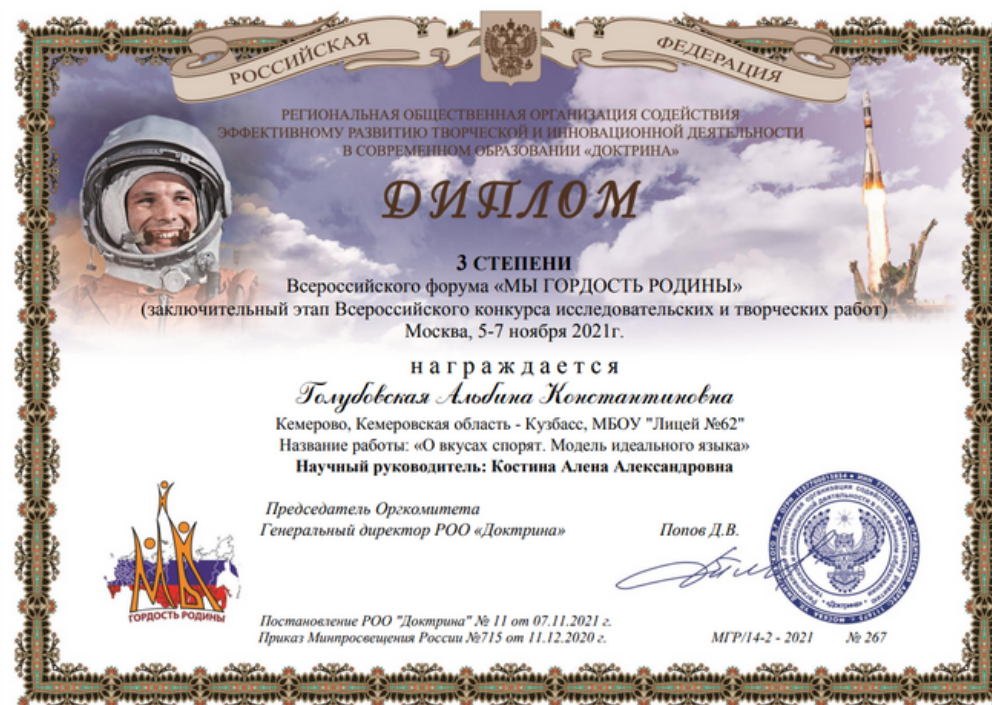 РОССИЙСКАЯ ФЕДЕРАЦИЯ
РЕГИОНАЛЬНАЯ ОБЩЕСТВЕННАЯ ОРГАНИЗАЦИЯ СОДЕЙСТВИЯ
ЭФФЕКТИВНОМУ РАЗВИТИЮ ТВОРЧЕСКОЙ И ИННОВАЦИОННОЙ ДЕЯТЕЛЬНОСТИ
В СОВРЕМЕННОМ ОБРАЗОВАНИИ «ДОКТРИНА»
ДИПЛОМ
3 СТЕПЕНИ
Всероссийского форума «МЫ ГОРДОСТЬ РОДИНЫ»
(заключительный этап Всероссийского конкурса исследовательских и творческих работ)
Москва, 5-7 ноября 2021г.
награждается
Голубовская Альбина Константиновна
Кемерово, Кемеровская область - Кузбасс, МБОУ "Лицей №62"
Название работы: «О вкусах спорят. Модель идеального языка»
Научный руководитель: Костина Алена Александровна
Председатель Оргкомитета
Генеральный директор РОО «Доктрина» Попов Д.В.
МЫ
ГОРДОСТЬ РОДИНЫ
«Доктрина»
Постановление РОО "Доктрина" № 11 от 07.11.2021 г.
Приказ Минпросвещения России №715 от 11.12.2020 г.
МГР/14-2 - 2021 № 267